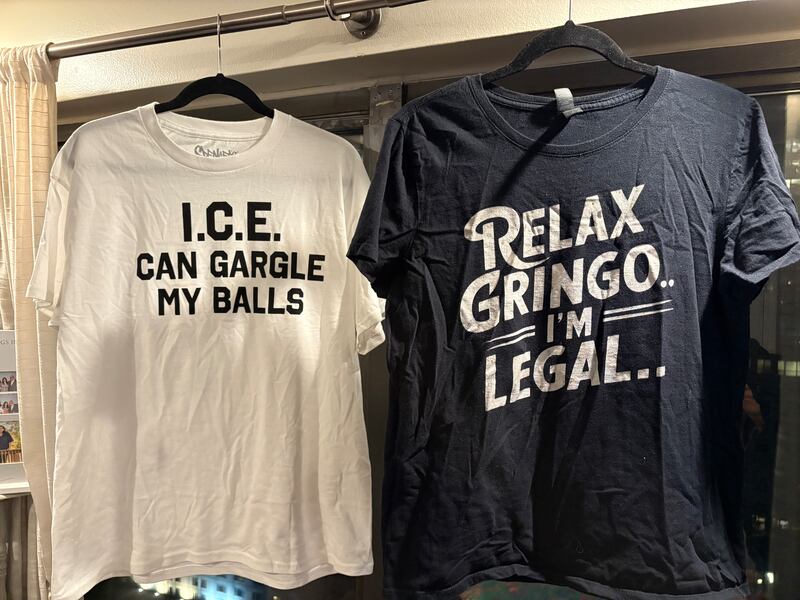 I.C.E.
CAN GARGLE
MY BALLS
RELAX
GRINGO..
I'M
LEGAL..